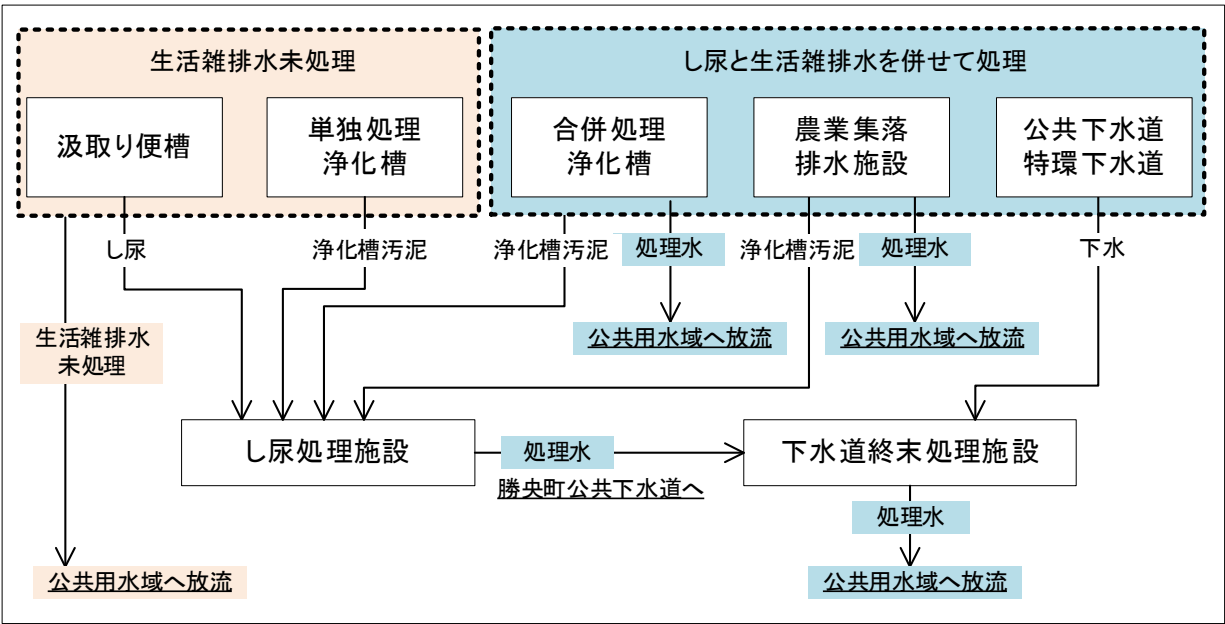 生活雑排水未処理
し尿と生活雑排水を併せて処理
汲取り便槽
単独処理
浄化槽
合併処理
浄化槽
農業集落
排水施設
公共下水道
特環下水道
し尿
浄化槽汚泥
浄化槽汚泥
処理水
浄化槽汚泥
処理水
下水
生活雑排水
未処理
公共用水域へ放流
公共用水域へ放流
し尿処理施設
処理水
勝央町公共下水道へ
下水道終末処理施設
処理水
公共用水域へ放流
公共用水域へ放流